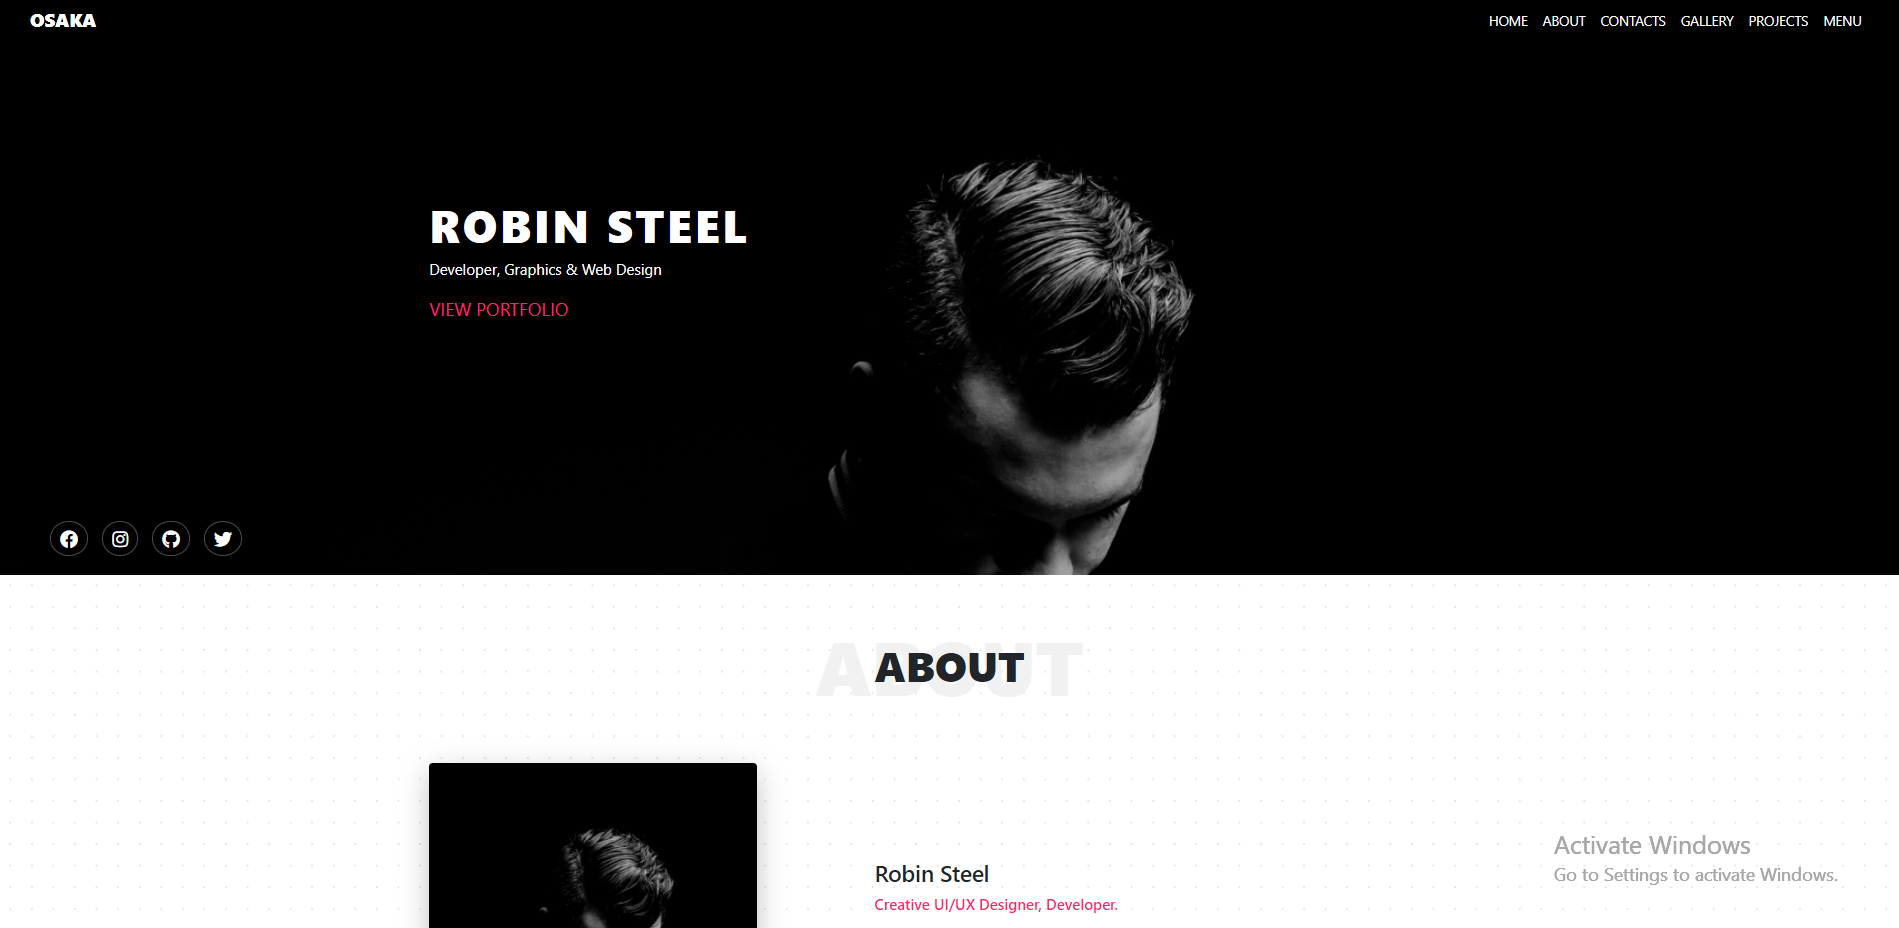 OSAKA
HOME ABOUT CONTACTS GALLERY PROJECTS MENU
ROBIN STEEL
Developer, Graphics & Web Design
VIEW PORTFOLIO
ABOUT
ABOUT
Robin Steel
Creative UI/UX Designer, Developer.
Activate Windows
Go to Settings to activate Windows.